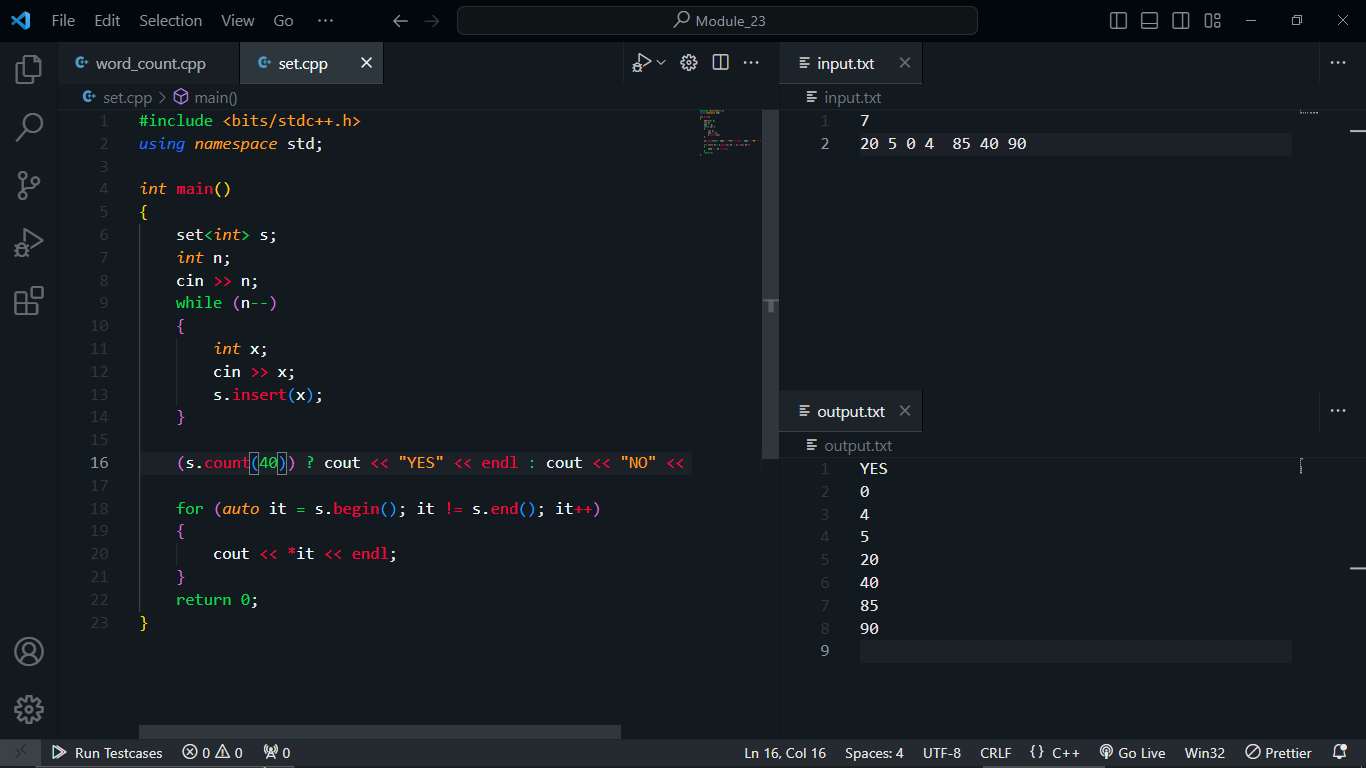 File Edit Selection View Go ··· Module_23
word_count.cpp set.cpp
set.cpp > main()
1 #include <bits/stdc++.h>
2 using namespace std;
3
4 int main()
5 {
6 set<int> s;
7 int n;
8 cin >> n;
9 while (n--)
10 {
11 int x;
12 cin >> x;
13 s.insert(x);
14 }
15
16 (s.count(40)) ? cout << "YES" << endl : cout << "NO" <<
17
18 for (auto it = s.begin(); it != s.end(); it++)
19 {
20 cout << *it << endl;
21 }
22 return 0;
23 }
input.txt
input.txt
1 7
2 20 5 0 4  85 40 90
output.txt
output.txt
1 YES
2 0
3 4
4 5
5 20
6 40
7 85
8 90
9
Run Testcases 0 0 0 Ln 16, Col 16 Spaces: 4 UTF-8 CRLF {} C++ Go Live Win32 Prettier